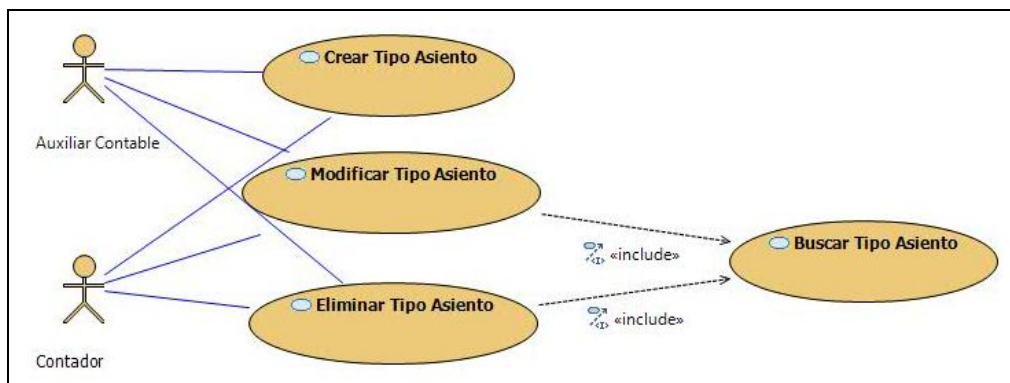 Crear Tipo Asiento
Auxiliar Contable
Modificar Tipo Asiento
Buscar Tipo Asiento
«include»
Eliminar Tipo Asiento
«include»
Contador